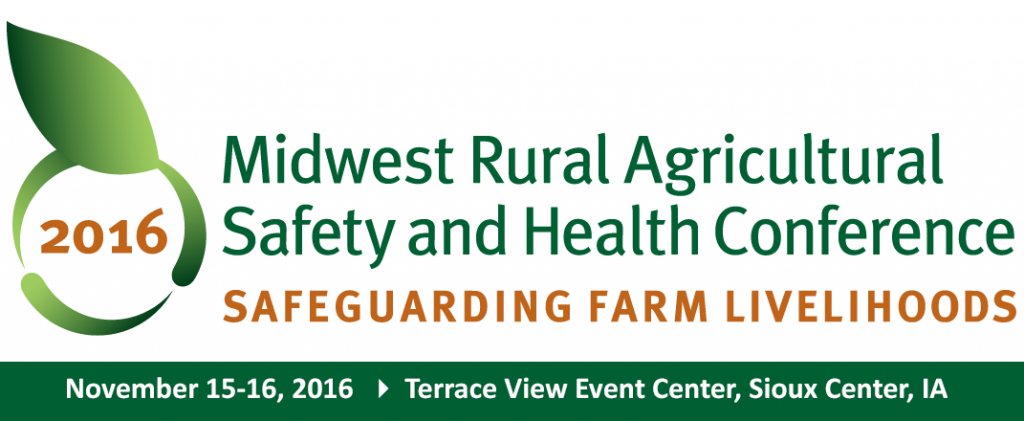 2016
Midwest Rural Agricultural
Safety and Health Conference
SAFEGUARDING FARM LIVELIHOODS
November 15-16, 2016 Terrace View Event Center, Sioux Center, IA